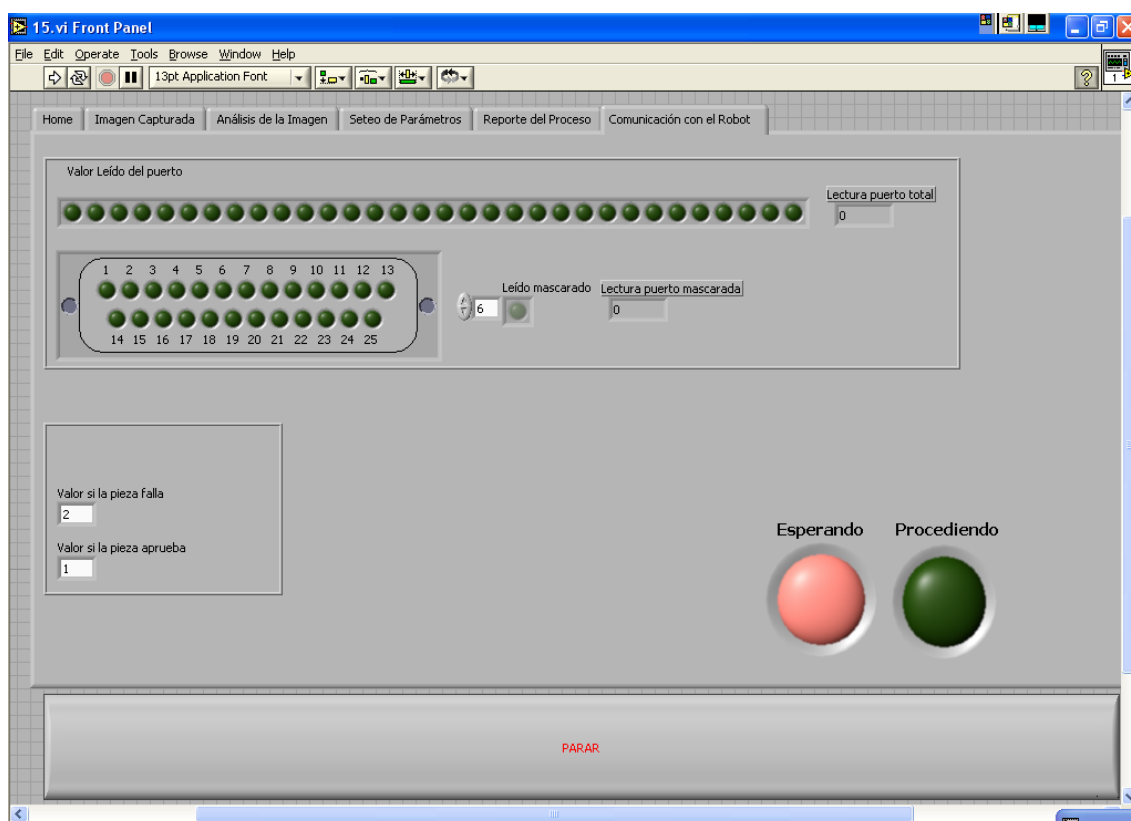 15.vi Front Panel
File Edit Operate Tools Browse Window Help
13pt Application Font
?
1
Home Imagen Capturada Análisis de la Imagen Seteo de Parámetros Reporte del Proceso Comunicación con el Robot
Valor Leído del puerto
Lectura puerto total
0
1 2 3 4 5 6 7 8 9 10 11 12 13
14 15 16 17 18 19 20 21 22 23 24 25
6
Leído mascarado
Lectura puerto mascarada
0
Valor si la pieza falla
2
Valor si la pieza aprueba
1
Esperando Procediendo
PARAR